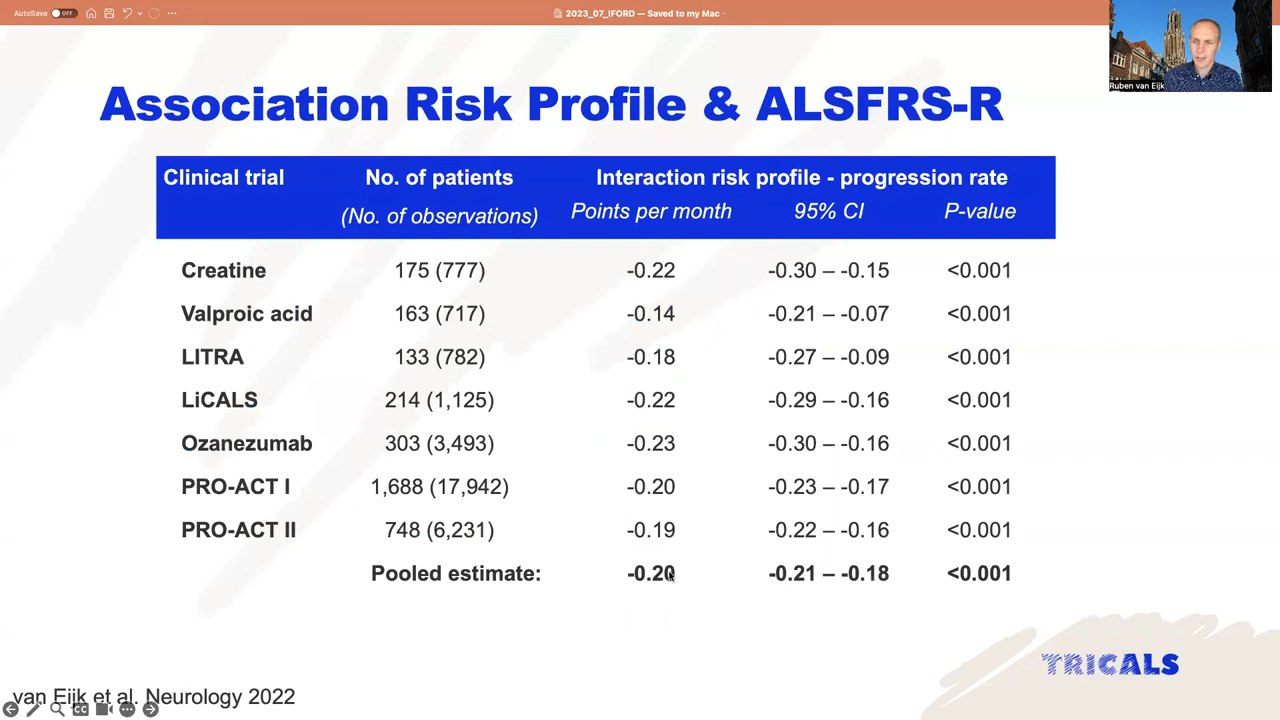 AutoSave OFF
2023_07_IFORD — Saved to my Mac
Ruben van Eijk
Association Risk Profile & ALSFRS-R
Clinical trial No. of patients Interaction risk profile - progression rate
(No. of observations) Points per month 95% CI P-value
Creatine 175 (777) -0.22 -0.30 – -0.15 <0.001
Valproic acid 163 (717) -0.14 -0.21 – -0.07 <0.001
LITRA 133 (782) -0.18 -0.27 – -0.09 <0.001
LiCALS 214 (1,125) -0.22 -0.29 – -0.16 <0.001
Ozanezumab 303 (3,493) -0.23 -0.30 – -0.16 <0.001
PRO-ACT I 1,688 (17,942) -0.20 -0.23 – -0.17 <0.001
PRO-ACT II 748 (6,231) -0.19 -0.22 – -0.16 <0.001
Pooled estimate: -0.20 -0.21 – -0.18 <0.001
TRICALS
van Eijk et al. Neurology 2022
CC